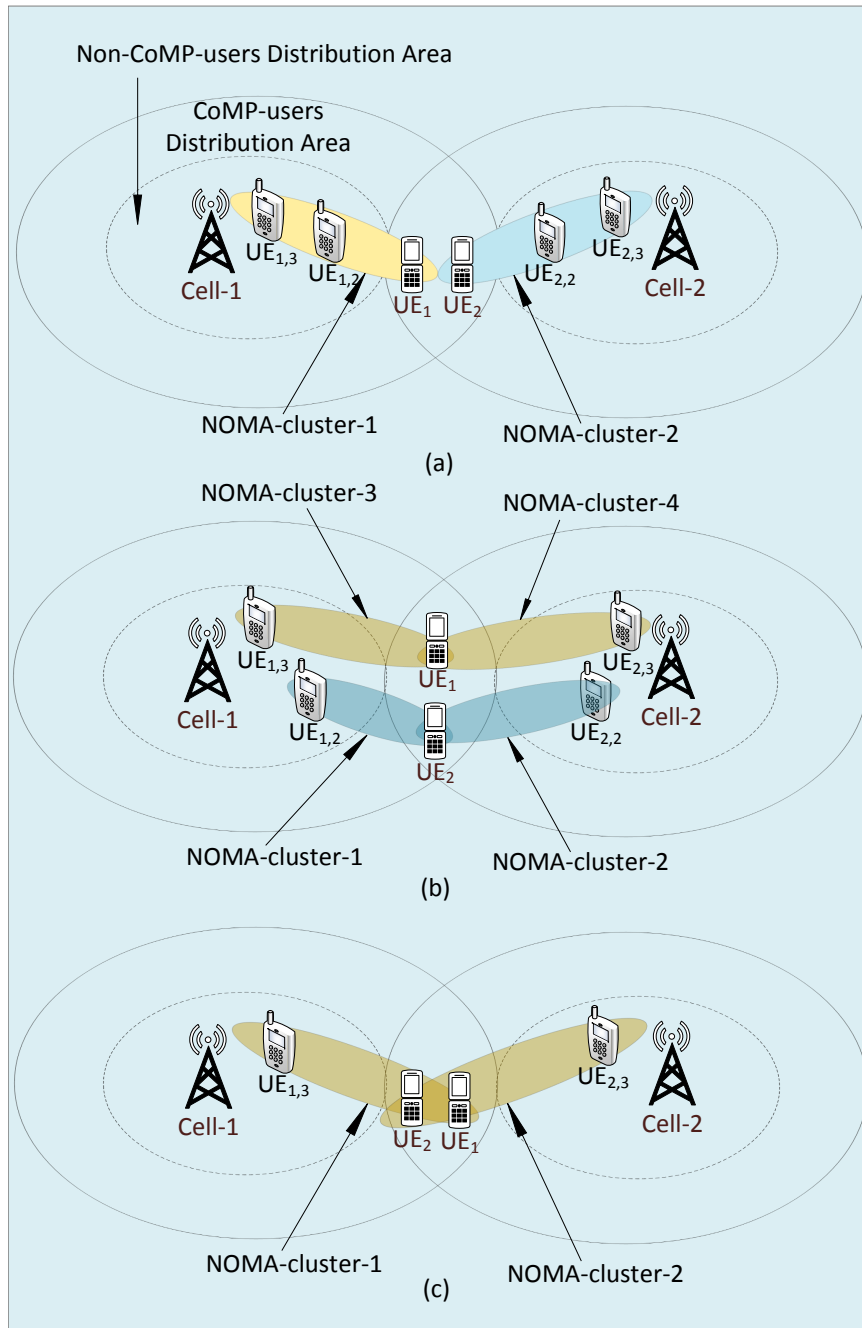 Non-CoMP-users Distribution Area
CoMP-users
Distribution Area
UE1,3
UE1,2
UE1
UE2
UE2,2
UE2,3
Cell-1
Cell-2
NOMA-cluster-1
NOMA-cluster-2
(a)
NOMA-cluster-3
NOMA-cluster-4
UE1,3
UE1
UE2,3
Cell-1
UE1,2
UE2
UE2,2
Cell-2
NOMA-cluster-1
NOMA-cluster-2
(b)
UE1,3
UE2,3
Cell-1
UE2
UE1
Cell-2
NOMA-cluster-1
NOMA-cluster-2
(c)